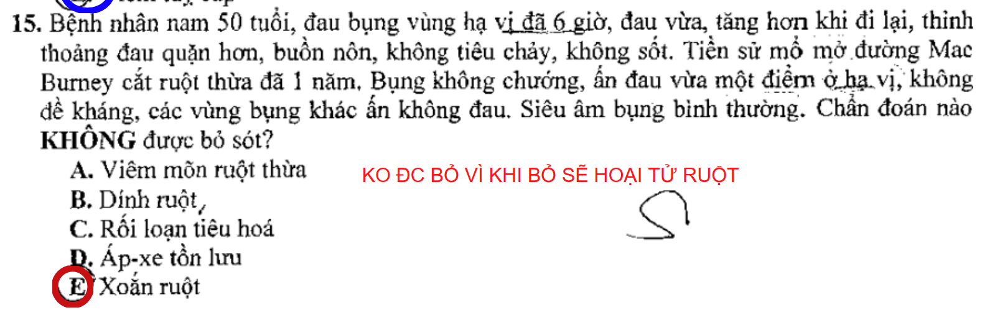 15. Bệnh nhân nam 50 tuổi, đau bụng vùng hạ vị đã 6 giờ, đau vừa, tăng hơn khi đi lại, thỉnh
thoảng đau quặn hơn, buồn nôn, không tiêu chảy, không sốt. Tiền sử mổ mở đường Mac
Burney cắt ruột thừa đã 1 năm. Bụng không chướng, ấn đau vừa một điểm ở hạ vị, không
đề kháng, các vùng bụng khác ấn không đau. Siêu âm bụng bình thường. Chẩn đoán nào
KHÔNG được bỏ sót?
A. Viêm mõn ruột thừa
KO ĐC BỎ VÌ KHI BỎ SẼ HOẠI TỬ RUỘT
B. Dính ruột
C. Rối loạn tiêu hoá
D. Áp-xe tồn lưu
E Xoắn ruột